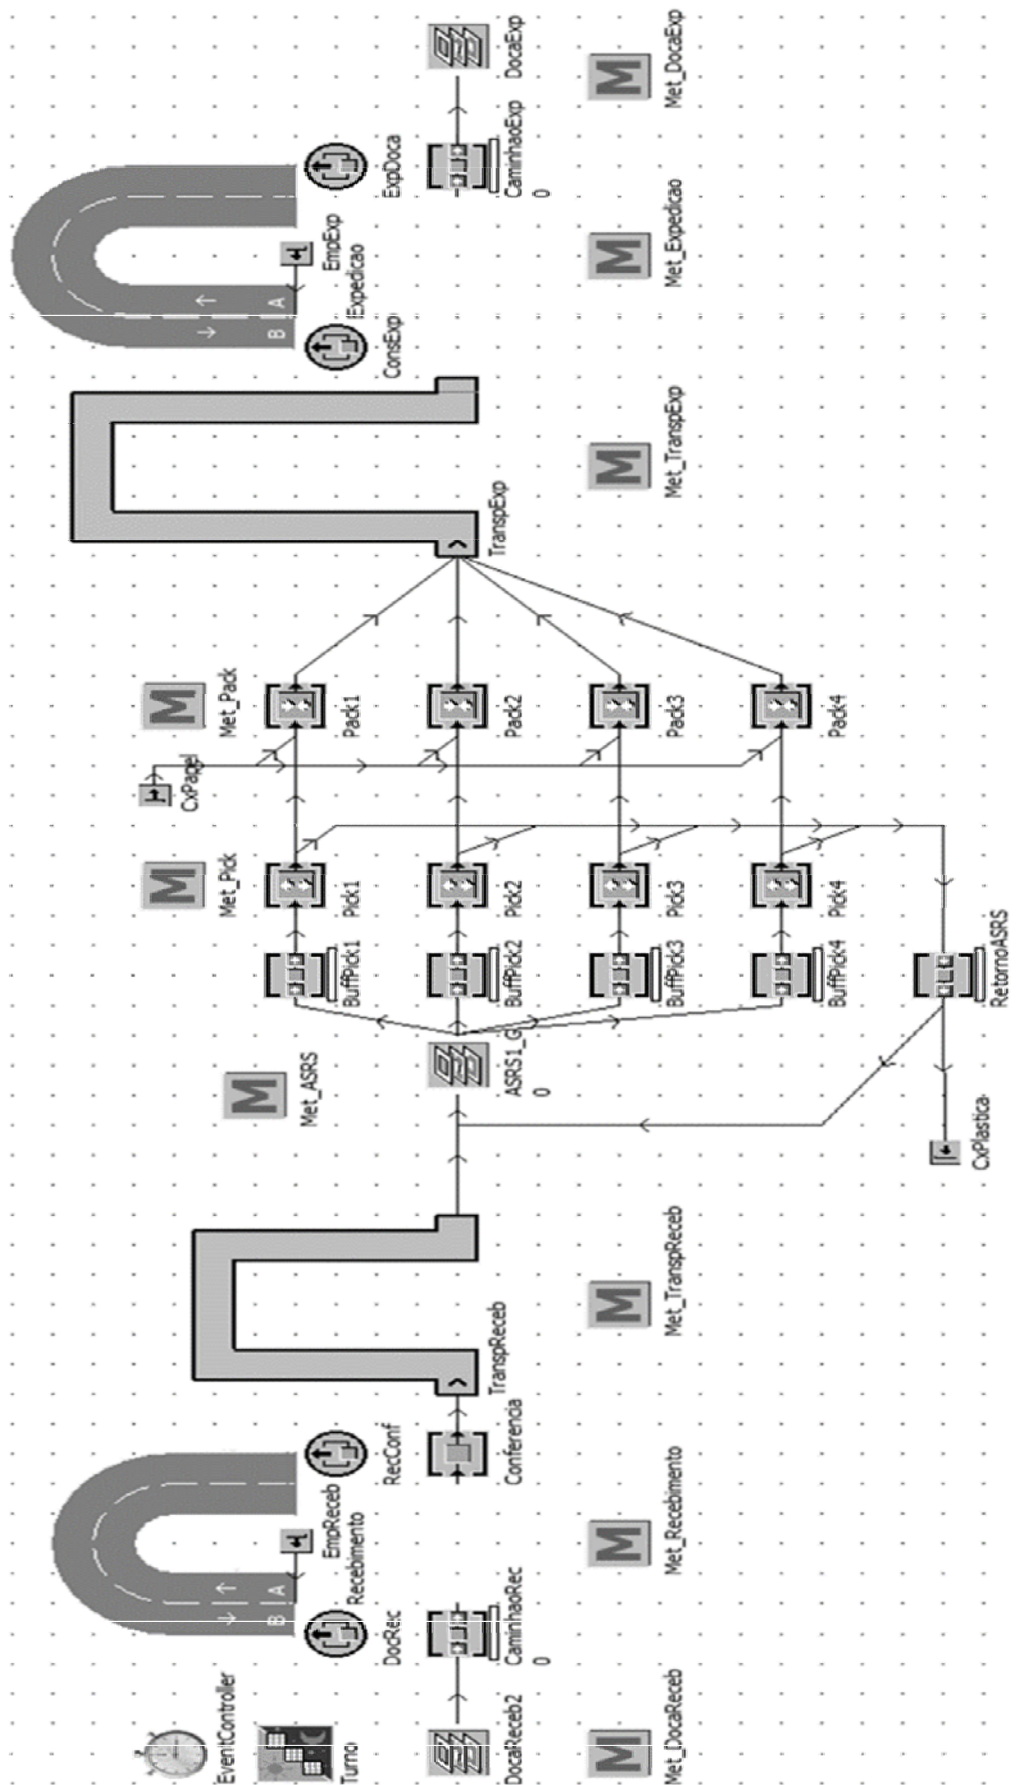 EventController
Turno
DocaReceb2
0
CaminhaoRec
DocRec
B
A
EmpReceb
Recebimento
RecConf
Conferencia
TranspReceb
Met_DocaReceb
Met_Recebimento
Met_TranspReceb
Met_ASRS
ASRS1_G
0
CxPlastica
RetornoASRS
BuffPick1
BuffPick2
BuffPick3
BuffPick4
Met_Pick
Pick1
Pick2
Pick3
Pick4
CxPapel
Met_Pack
Pack1
Pack2
Pack3
Pack4
TranspExp
Met_TranspExp
ConsExp
B
A
EmpExp
ExpDoca
CaminhaoExp
0
DocaExp
Met_Expedicao
Met_DocaExp
M
M
M
M
M
M
M
M
M